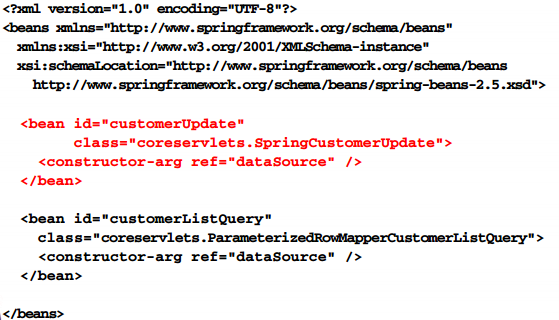 <?xml version="1.0" encoding="UTF-8"?>
<beans xmlns="http://www.springframework.org/schema/beans"
xmlns:xsi="http://www.w3.org/2001/XMLSchema-instance"
xsi:schemaLocation="http://www.springframework.org/schema/beans
http://www.springframework.org/schema/beans/spring-beans-2.5.xsd">
<bean id="customerUpdate"
class="coreservlets.SpringCustomerUpdate">
<constructor-arg ref="dataSource" />
</bean>
<bean id="customerListQuery"
class="coreservlets.ParameterizedRowMapperCustomerListQuery">
<constructor-arg ref="dataSource" />
</bean>
</beans>